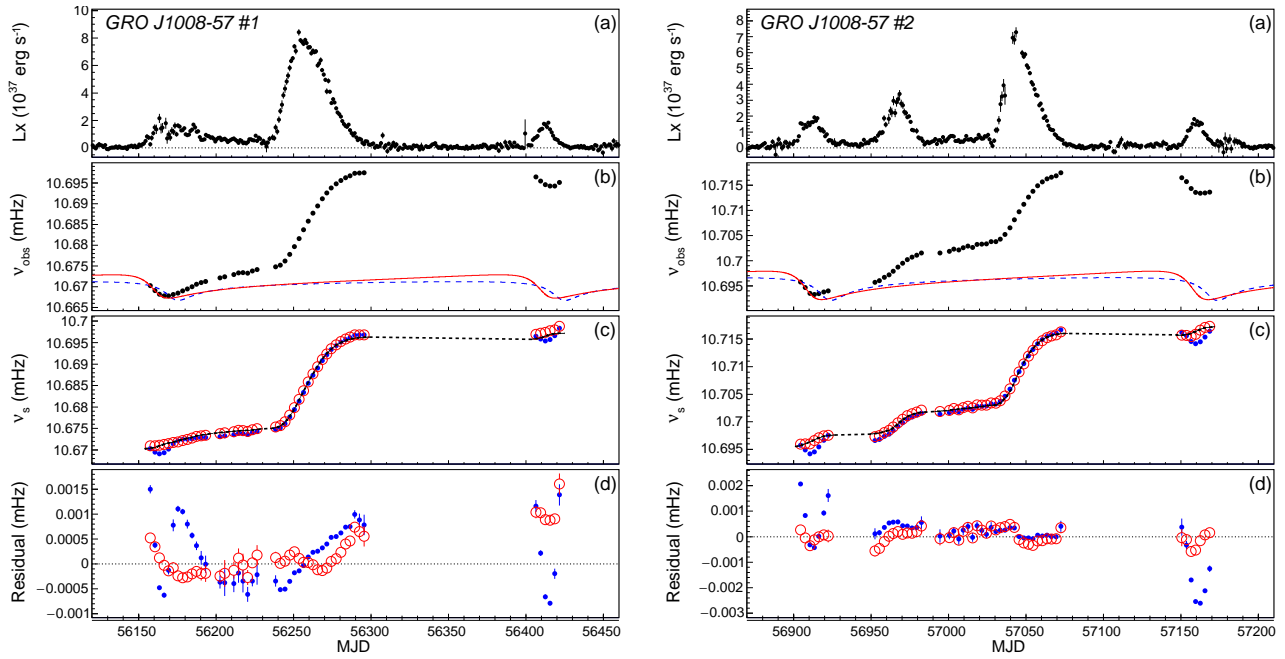 GRO J1008-57 #1
(a)
Lx (10^37 erg s^-1)
10
8
6
4
2
0
(b)
ν_obs (mHz)
10.695
10.69
10.685
10.68
10.675
10.67
10.665
(c)
ν_s (mHz)
10.7
10.695
10.69
10.685
10.68
10.675
10.67
(d)
Residual (mHz)
0.0015
0.001
0.0005
0
−0.0005
−0.001
56150 56200 56250 56300 56350 56400 56450
MJD
GRO J1008-57 #2
(a)
Lx (10^37 erg s^-1)
8
7
6
5
4
3
2
1
0
(b)
ν_obs (mHz)
10.715
10.71
10.705
10.7
10.695
(c)
ν_s (mHz)
10.715
10.71
10.705
10.7
10.695
(d)
Residual (mHz)
0.002
0.001
0
−0.001
−0.002
−0.003
56900 56950 57000 57050 57100 57150 57200
MJD